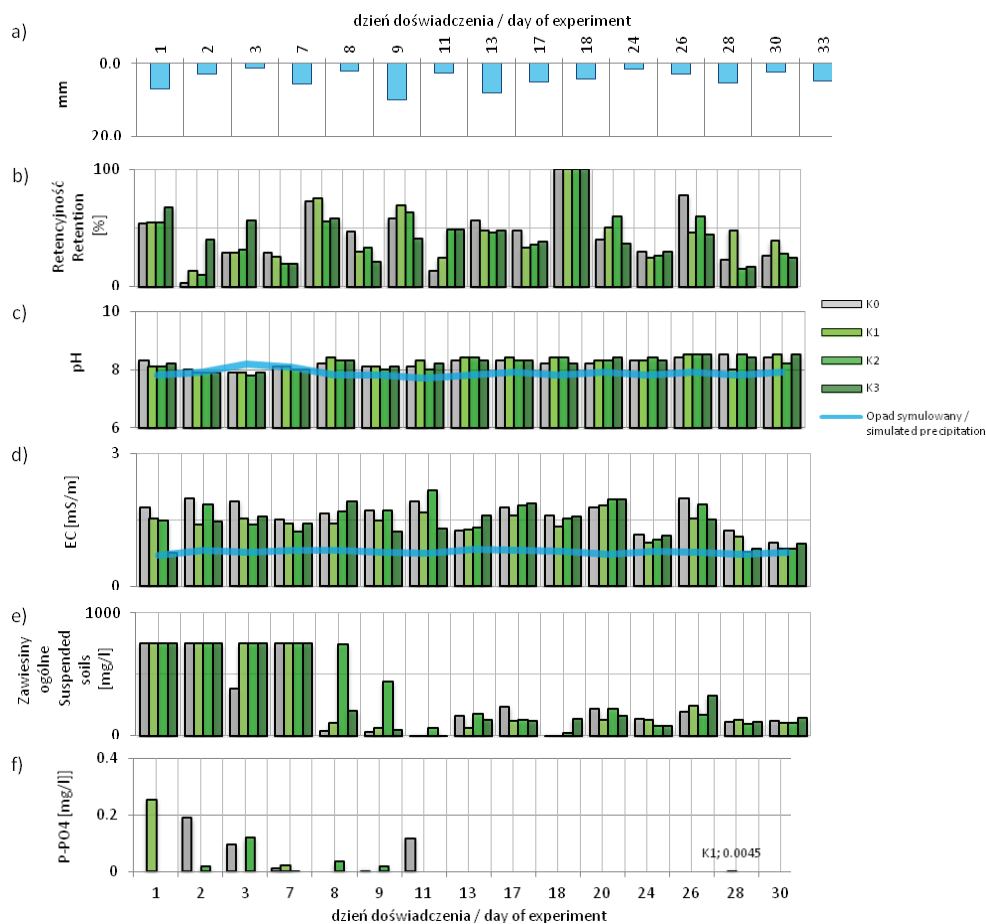 dzień doświadczenia / day of experiment
a)
1 2 3 7 8 9 11 13 17 18 24 26 28 30 33
0.0
mm
20.0
b)
Retencyjność
Retention
[%]
100
0
c)
pH
10
8
6
K0
K1
K2
K3
Opad symulowany /
simulated precipitation
d)
EC [mS/m]
3
0
e)
Zawiesiny
ogólne
Suspended
soils
[mg/l]
1000
0
f)
P-PO4 [mg/l]]
0.4
0.2
0
K1; 0.0045
1 2 3 7 8 9 11 13 17 18 20 24 26 28 30
dzień doświadczenia / day of experiment